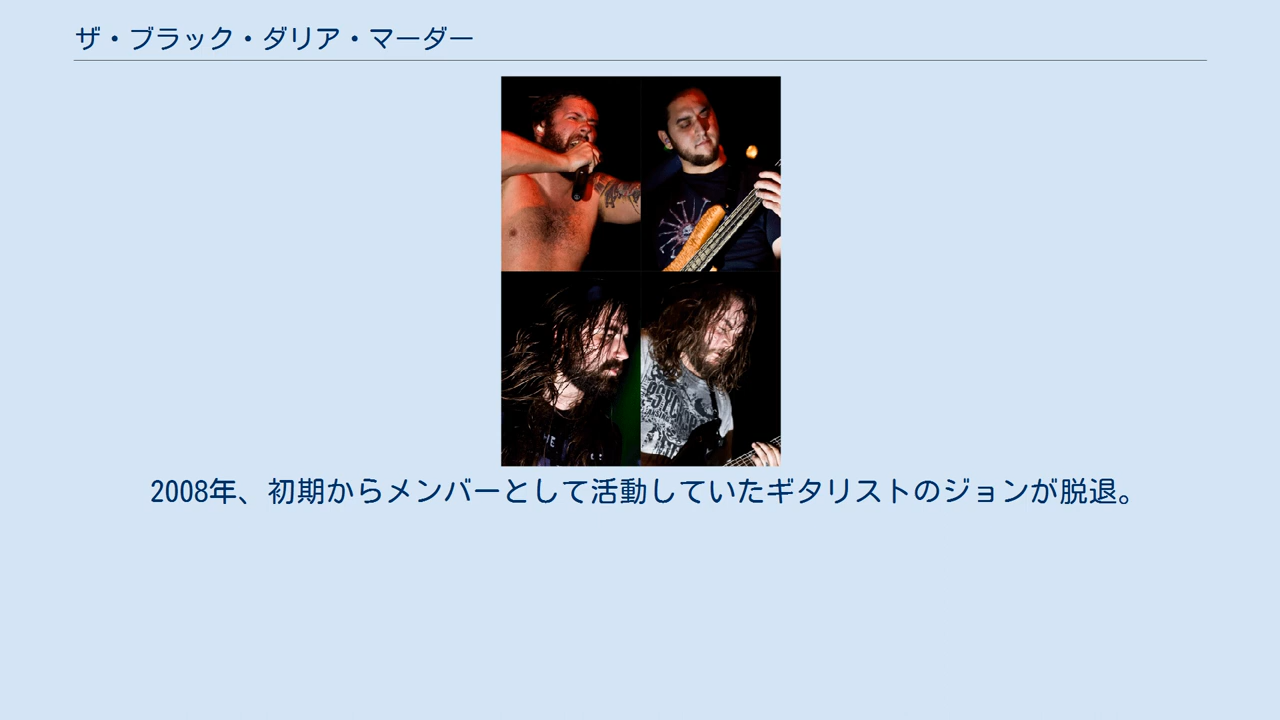 ザ・ブラック・ダリア・マーダー
2008年、初期からメンバーとして活動していたギタリストのジョンが脱退。